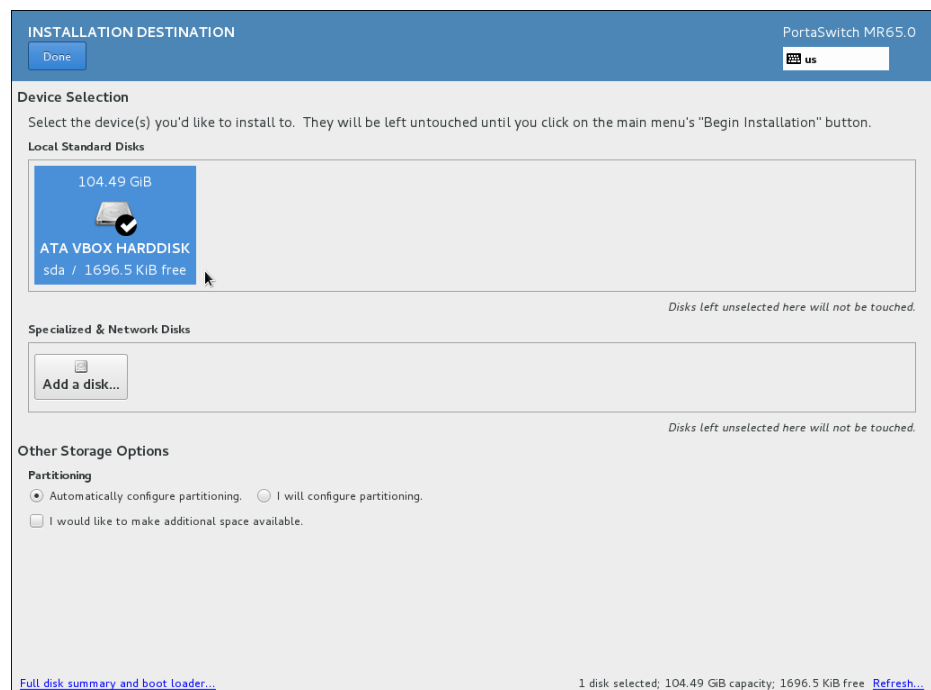 INSTALLATION DESTINATION
PortaSwitch MR65.0
Done
us
Device Selection
Select the device(s) you'd like to install to. They will be left untouched until you click on the main menu's "Begin Installation" button.
Local Standard Disks
104.49 GiB
ATA VBOX HARDDISK
sda / 1696.5 KiB free
Disks left unselected here will not be touched.
Specialized & Network Disks
Add a disk...
Disks left unselected here will not be touched.
Other Storage Options
Partitioning
Automatically configure partitioning. I will configure partitioning.
I would like to make additional space available.
Full disk summary and boot loader... 1 disk selected; 104.49 GiB capacity; 1696.5 KiB free Refresh...